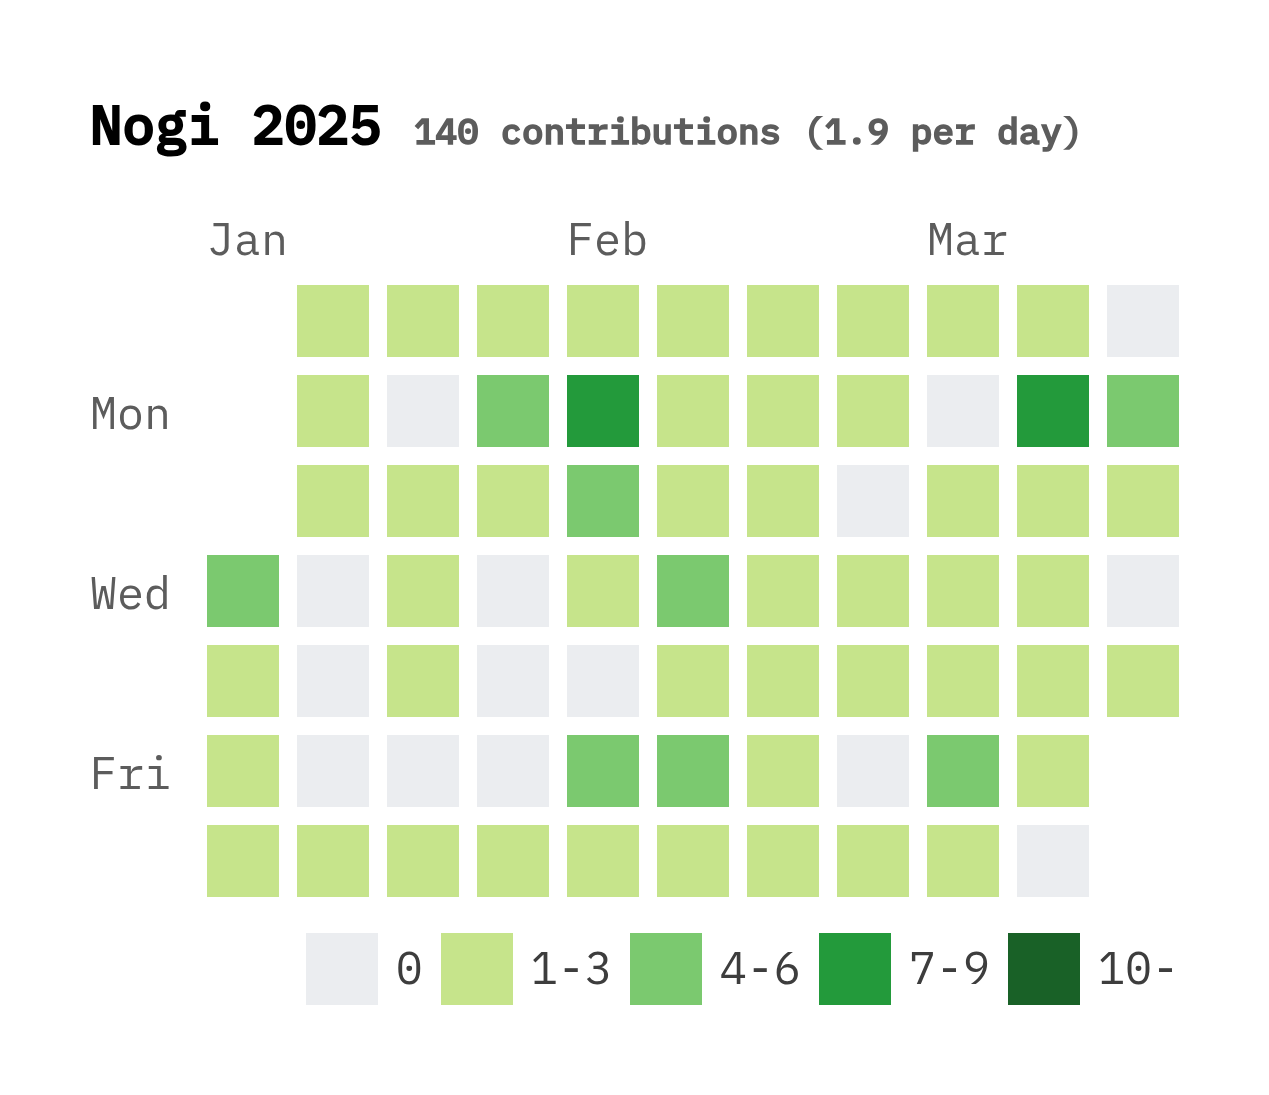 Nogi 2025 140 contributions (1.9 per day)
Jan Feb Mar
Mon
Wed
Fri
0 1-3 4-6 7-9 10-